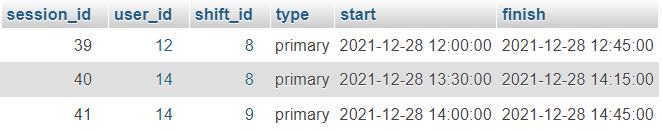 session_id user_id shift_id type start finish
39 12 8 primary 2021-12-28 12:00:00 2021-12-28 12:45:00
40 14 8 primary 2021-12-28 13:30:00 2021-12-28 14:15:00
41 14 9 primary 2021-12-28 14:00:00 2021-12-28 14:45:00